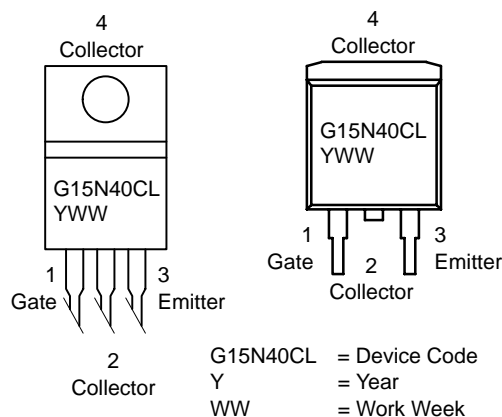 4
Collector
G15N40CL
YWW
1
Gate
3
Emitter
2
Collector
4
Collector
G15N40CL
YWW
1
Gate
3
Emitter
2
Collector
G15N40CL = Device Code
Y = Year
WW = Work Week